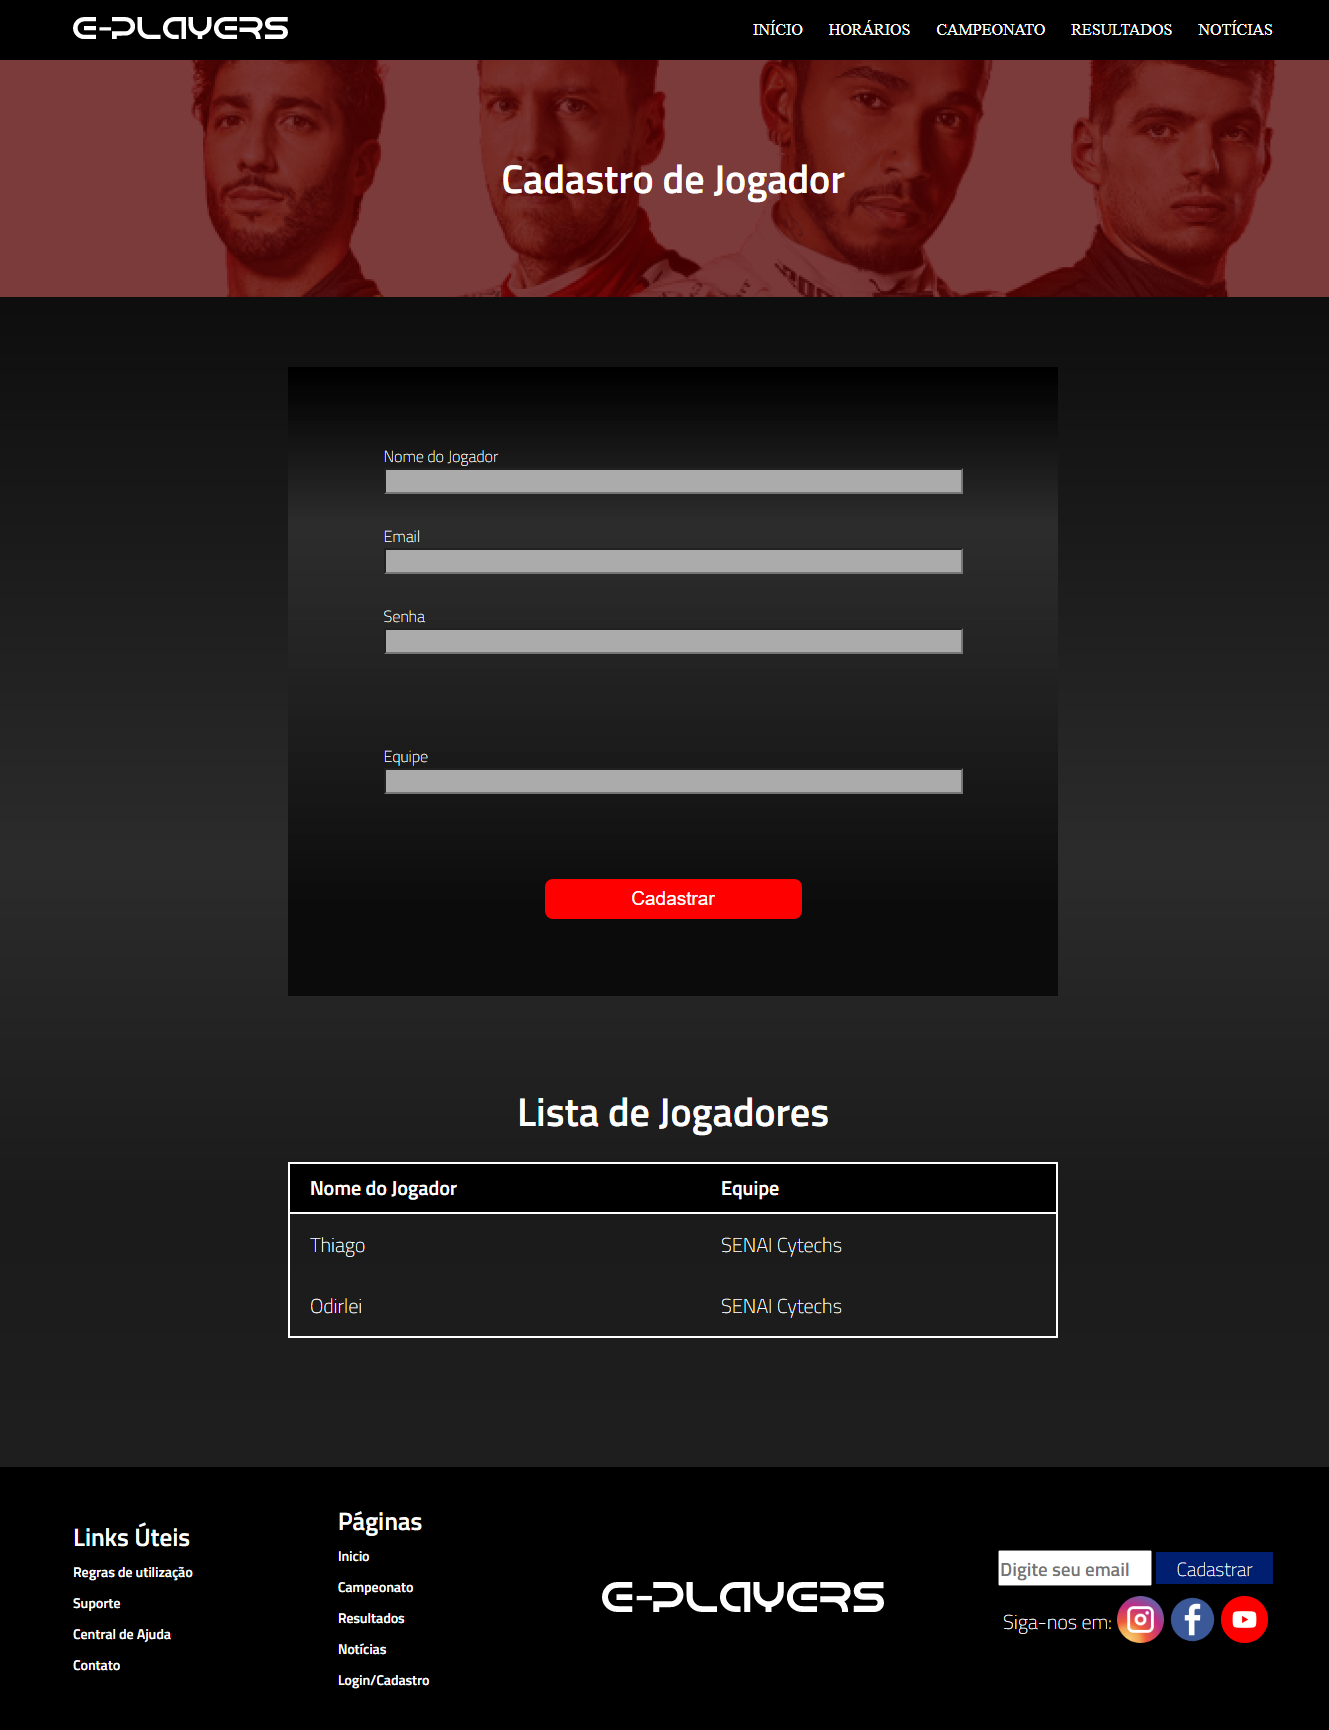 E-PLAYERS
INÍCIO HORÁRIOS CAMPEONATO RESULTADOS NOTÍCIAS
Cadastro de Jogador
Nome do Jogador
Email
Senha
Equipe
Cadastrar
Lista de Jogadores
Nome do Jogador Equipe
Thiago SENAI Cytechs
Odirlei SENAI Cytechs
Links Úteis
Regras de utilização
Suporte
Central de Ajuda
Contato
Páginas
Inicio
Campeonato
Resultados
Notícias
Login/Cadastro
E-PLAYERS
Digite seu email Cadastrar
Siga-nos em: